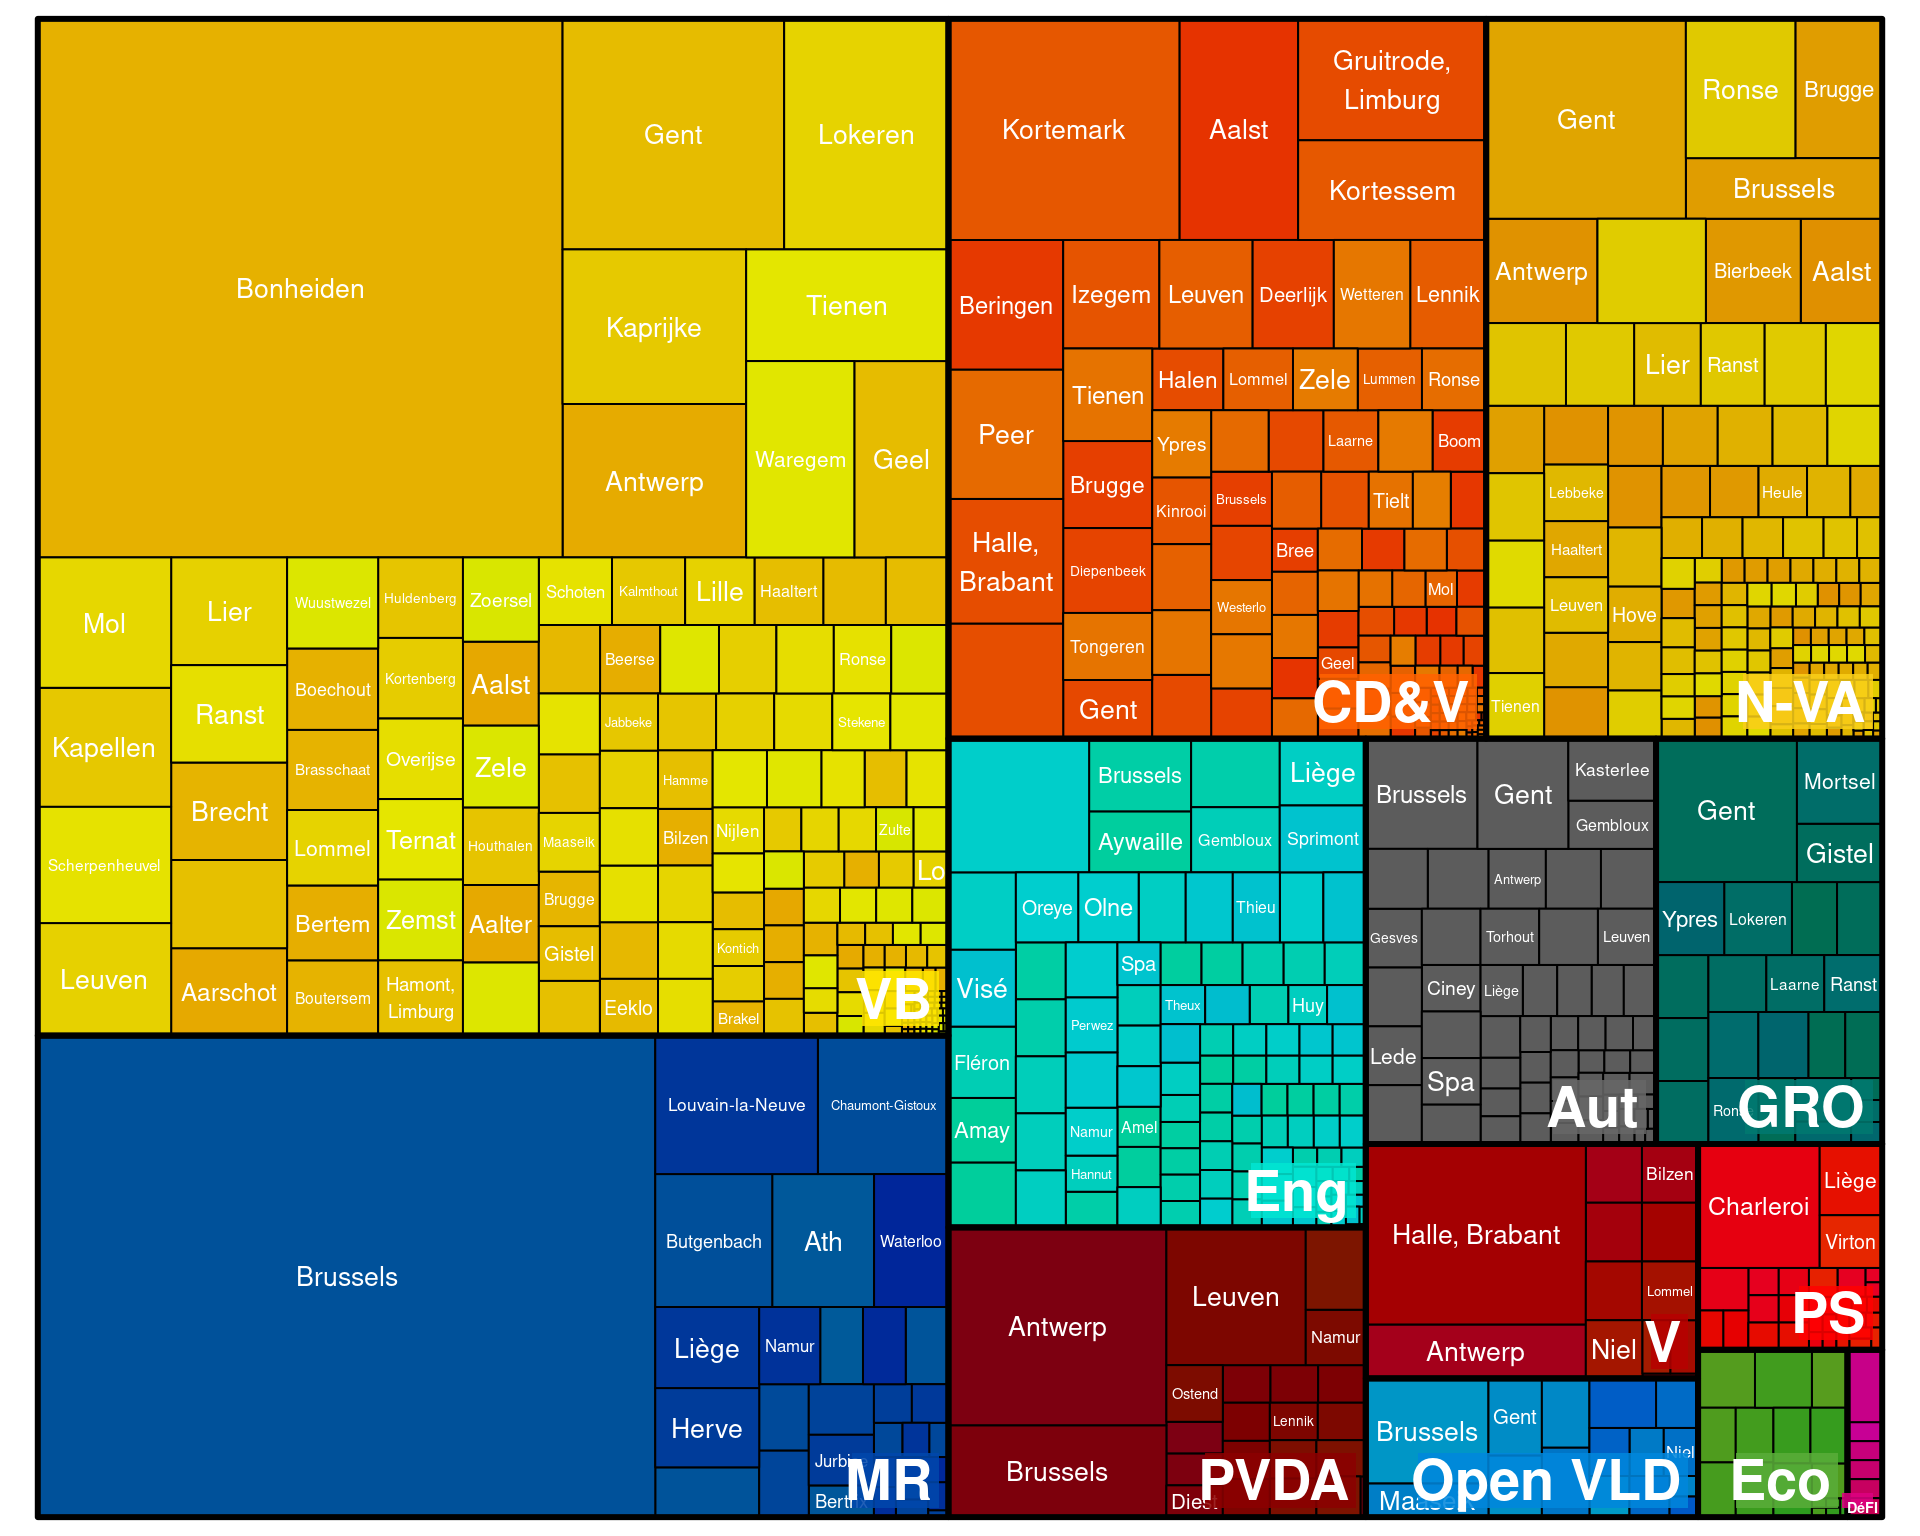 Bonheiden
Gent
Lokeren
Kaprijke
Tienen
Antwerp
Waregem
Geel
Mol
Lier
Wuustwezel
Huldenberg
Zoersel
Schoten
Kalmthout
Lille
Haaltert
Kapellen
Ranst
Boechout
Kortenberg
Aalst
Beerse
Ronse
Brasschaat
Overijse
Zele
Jabbeke
Stekene
Scherpenheuvel
Brecht
Lommel
Ternat
Houthalen
Maaseik
Hamme
Bilzen
Nijlen
Zulte
Lo
Leuven
Aarschot
Bertem
Boutersem
Zemst
Hamont,
Limburg
Aalter
Brugge
Gistel
Eeklo
Kontich
Brakel
VB
Kortemark
Aalst
Gruitrode,
Limburg
Kortessem
Beringen
Izegem
Leuven
Deerlijk
Wetteren
Lennik
Peer
Tienen
Halen
Lommel
Zele
Lummen
Ronse
Brugge
Ypres
Laarne
Boom
Halle,
Brabant
Diepenbeek
Kinrooi
Brussels
Tielt
Bree
Westerlo
Mol
Tongeren
Gent
Geel
CD&V
Gent
Ronse
Brugge
Brussels
Antwerp
Bierbeek
Aalst
Lier
Ranst
Lebbeke
Heule
Haaltert
Leuven
Hove
Tienen
N-VA
Brussels
Liège
Aywaille
Gembloux
Sprimont
Oreye
Olne
Thieu
Visé
Spa
Theux
Huy
Perwez
Fléron
Amay
Namur
Amel
Hannut
Eng
Brussels
Gent
Kasterlee
Gembloux
Antwerp
Gesves
Torhout
Leuven
Ciney
Liège
Lede
Spa
Aut
Gent
Mortsel
Gistel
Ypres
Lokeren
Laarne
Ranst
GRO
Brussels
Louvain-la-Neuve
Chaumont-Gistoux
Butgenbach
Ath
Waterloo
Liège
Namur
Herve
MR
Antwerp
Leuven
Namur
Ostend
Lennik
Brussels
Diest
PVDA
Halle, Brabant
Bilzen
Lommel
Antwerp
Niel
V
Charleroi
Liège
Virton
PS
Brussels
Gent
Niel
Maaseik
Open VLD
Eco
DéFI